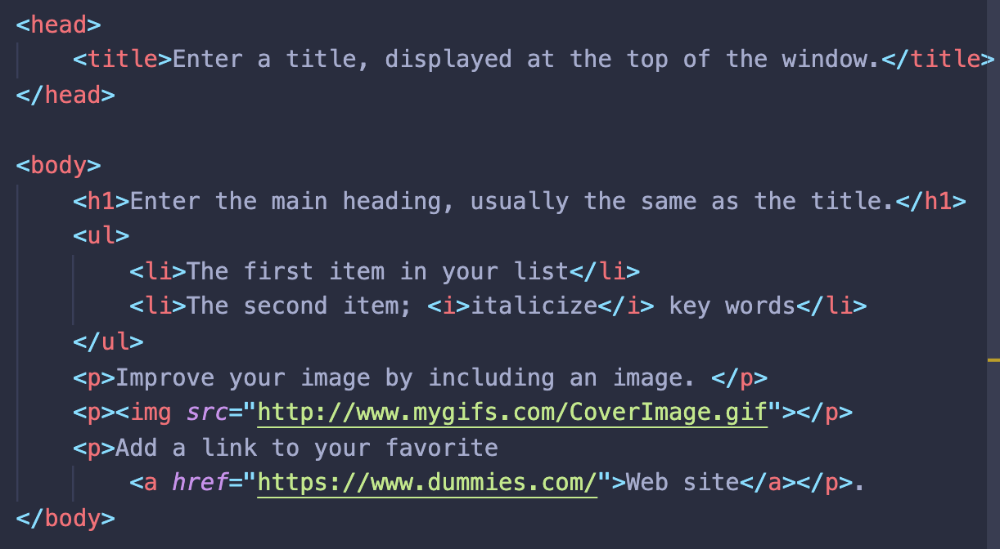 <head>
<title>Enter a title, displayed at the top of the window.</title>
</head>
<body>
<h1>Enter the main heading, usually the same as the title.</h1>
<ul>
<li>The first item in your list</li>
<li>The second item; <i>italicize</i> key words</li>
</ul>
<p>Improve your image by including an image. </p>
<p><img src="http://www.mygifs.com/CoverImage.gif"></p>
<p>Add a link to your favorite
<a href="https://www.dummies.com/">Web site</a></p>.
</body>